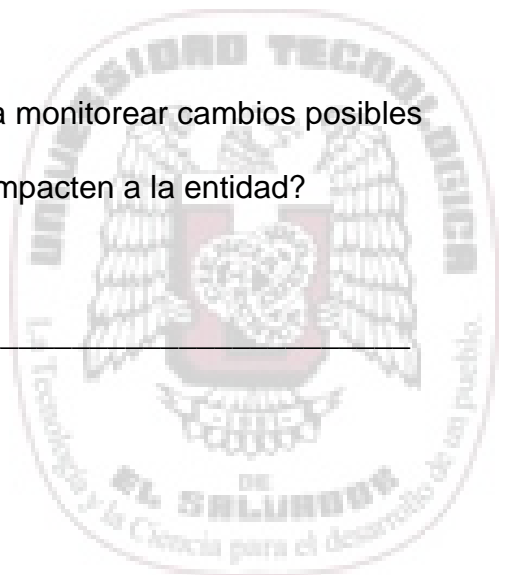 UNIVERSIDAD TECNOLOGICA
a monitorear cambios posibles
mpacten a la entidad?
La Tecnología y la Ciencia para el desarrollo de un pueblo.
DE
EL SALVADOR